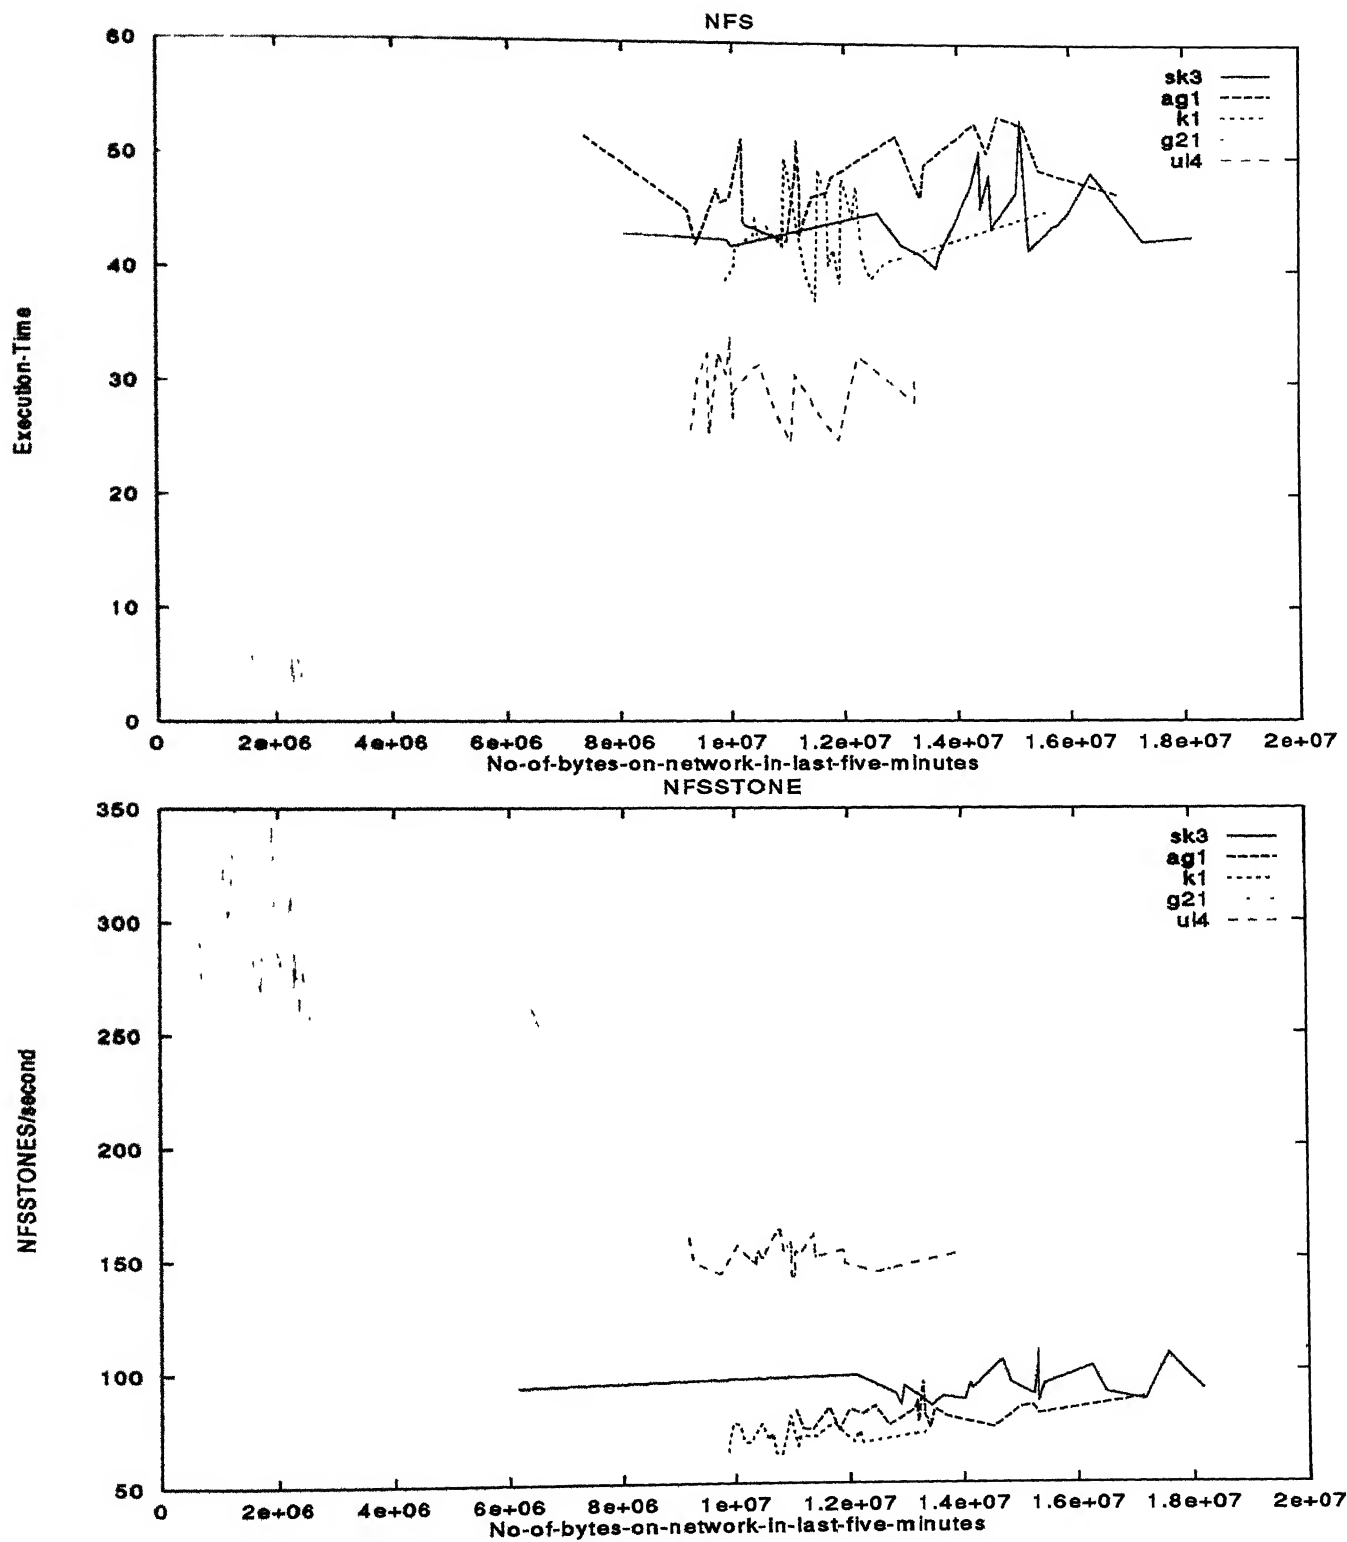 NFS
60
50
40
30
20
10
0
Execution-Time
sk3
ag1
k1
g21
ul4
0 2e+06 4e+06 6e+06 8e+06 1e+07 1.2e+07 1.4e+07 1.6e+07 1.8e+07 2e+07
No-of-bytes-on-network-in-last-five-minutes
NFSSTONE
350
300
250
200
150
100
50
NFSSTONES/second
sk3
ag1
k1
g21
ul4
0 2e+06 4e+06 6e+06 8e+06 1e+07 1.2e+07 1.4e+07 1.6e+07 1.8e+07 2e+07
No-of-bytes-on-network-in-last-five-minutes